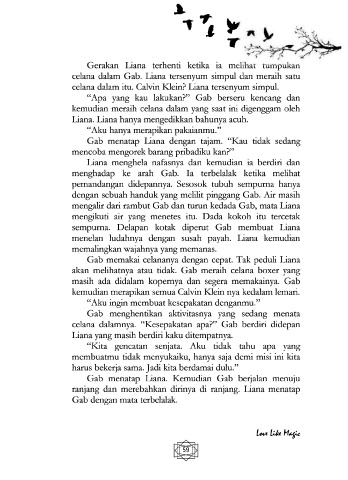 Gerakan Liana terhenti ketika ia melihat tumpukan
celana dalam Gab. Liana tersenyum simpul dan meraih satu
celana dalam itu. Calvin Klein? Liana tersenyum simpul.
“Apa yang kau lakukan?” Gab berseru kencang dan
kemudian meraih celana dalam yang saat ini digenggam oleh
Liana. Liana hanya mengedikkan bahunya acuh.
“Aku hanya merapikan pakaianmu.”
Gab menatap Liana dengan tajam. “Kau tidak sedang
mencoba mengorek barang pribadiku kan?”
Liana menghela nafasnya dan kemudian ia berdiri dan
menghadap ke arah Gab. Ia terbelalak ketika melihat
pemandangan didepannya. Sesosok tubuh sempurna hanya
dengan sebuah handuk yang melilit pinggang Gab. Air masih
mengalir dari rambut Gab dan turun kedada Gab, mata Liana
mengikuti air yang menetes itu. Dada kokoh itu tercetak
sempurna. Delapan kotak diperut Gab membuat Liana
menelan ludahnya dengan susah payah. Liana kemudian
memalingkan wajahnya yang memanas.
Gab memakai celananya dengan cepat. Tak peduli Liana
akan melihatnya atau tidak. Gab meraih celana boxer yang
masih ada didalam kopernya dan segera memakainya. Gab
kemudian merapikan semua Calvin Klein nya kedalam lemari.
“Aku ingin membuat kesepakatan denganmu.”
Gab menghentikan aktivitasnya yang sedang menata
celana dalamnya. “Kesepakatan apa?” Gab berdiri didepan
Liana yang masih berdiri kaku ditempatnya.
“Kita gencatan senjata. Aku tidak tahu apa yang
membuatmu tidak menyukaiku, hanya saja demi misi ini kita
harus bekerja sama. Jadi kita berdamai dulu.”
Gab menatap Liana. Kemudian Gab berjalan menuju
ranjang dan merebahkan dirinya di ranjang. Liana menatap
Gab dengan mata terbelalak.
Love Like Magic
59